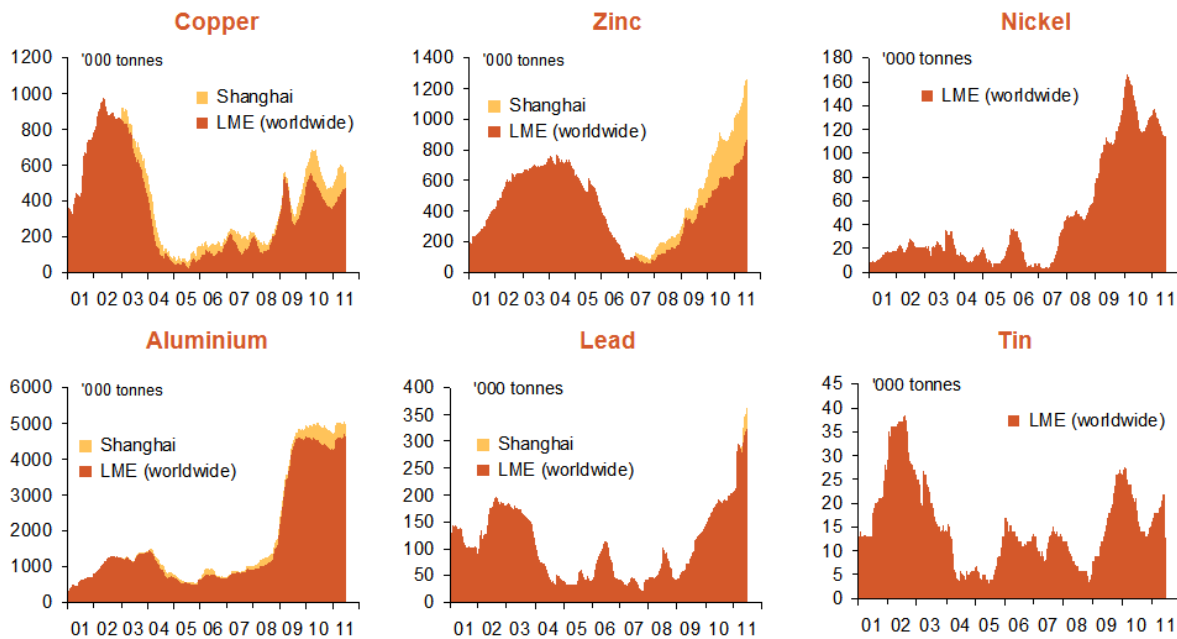 Copper
'000 tonnes
Shanghai
LME (worldwide)
1200
1000
800
600
400
200
0
01 02 03 04 05 06 07 08 09 10 11
Zinc
'000 tonnes
Shanghai
LME (worldwide)
1400
1200
1000
800
600
400
200
0
01 02 03 04 05 06 07 08 09 10 11
Nickel
'000 tonnes
LME (worldwide)
180
160
140
120
100
80
60
40
20
0
01 02 03 04 05 06 07 08 09 10 11
Aluminium
'000 tonnes
Shanghai
LME (worldwide)
6000
5000
4000
3000
2000
1000
0
01 02 03 04 05 06 07 08 09 10 11
Lead
'000 tonnes
Shanghai
LME (worldwide)
400
350
300
250
200
150
100
50
0
01 02 03 04 05 06 07 08 09 10 11
Tin
'000 tonnes
LME (worldwide)
45
40
35
30
25
20
15
10
5
0
01 02 03 04 05 06 07 08 09 10 11